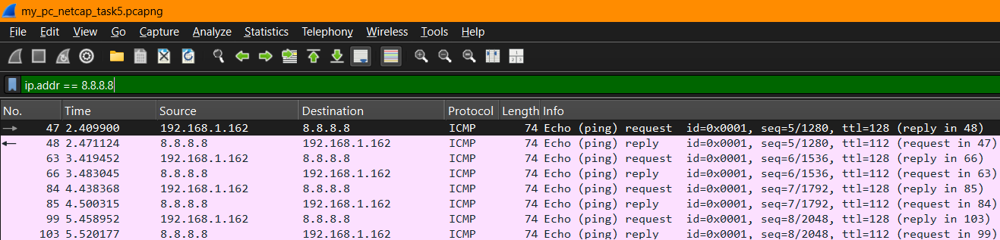 my_pc_netcap_task5.pcapng
File Edit View Go Capture Analyze Statistics Telephony Wireless Tools Help
ip.addr == 8.8.8.8
No. Time Source Destination Protocol Length Info
47 2.409900 192.168.1.162 8.8.8.8 ICMP 74 Echo (ping) request id=0x0001, seq=5/1280, ttl=128 (reply in 48)
48 2.471124 8.8.8.8 192.168.1.162 ICMP 74 Echo (ping) reply id=0x0001, seq=5/1280, ttl=112 (request in 47)
63 3.419452 192.168.1.162 8.8.8.8 ICMP 74 Echo (ping) request id=0x0001, seq=6/1536, ttl=128 (reply in 66)
66 3.483045 8.8.8.8 192.168.1.162 ICMP 74 Echo (ping) reply id=0x0001, seq=6/1536, ttl=112 (request in 63)
84 4.438368 192.168.1.162 8.8.8.8 ICMP 74 Echo (ping) request id=0x0001, seq=7/1792, ttl=128 (reply in 85)
85 4.500315 8.8.8.8 192.168.1.162 ICMP 74 Echo (ping) reply id=0x0001, seq=7/1792, ttl=112 (request in 84)
99 5.458952 192.168.1.162 8.8.8.8 ICMP 74 Echo (ping) request id=0x0001, seq=8/2048, ttl=128 (reply in 103)
103 5.520177 8.8.8.8 192.168.1.162 ICMP 74 Echo (ping) reply id=0x0001, seq=8/2048, ttl=112 (request in 99)